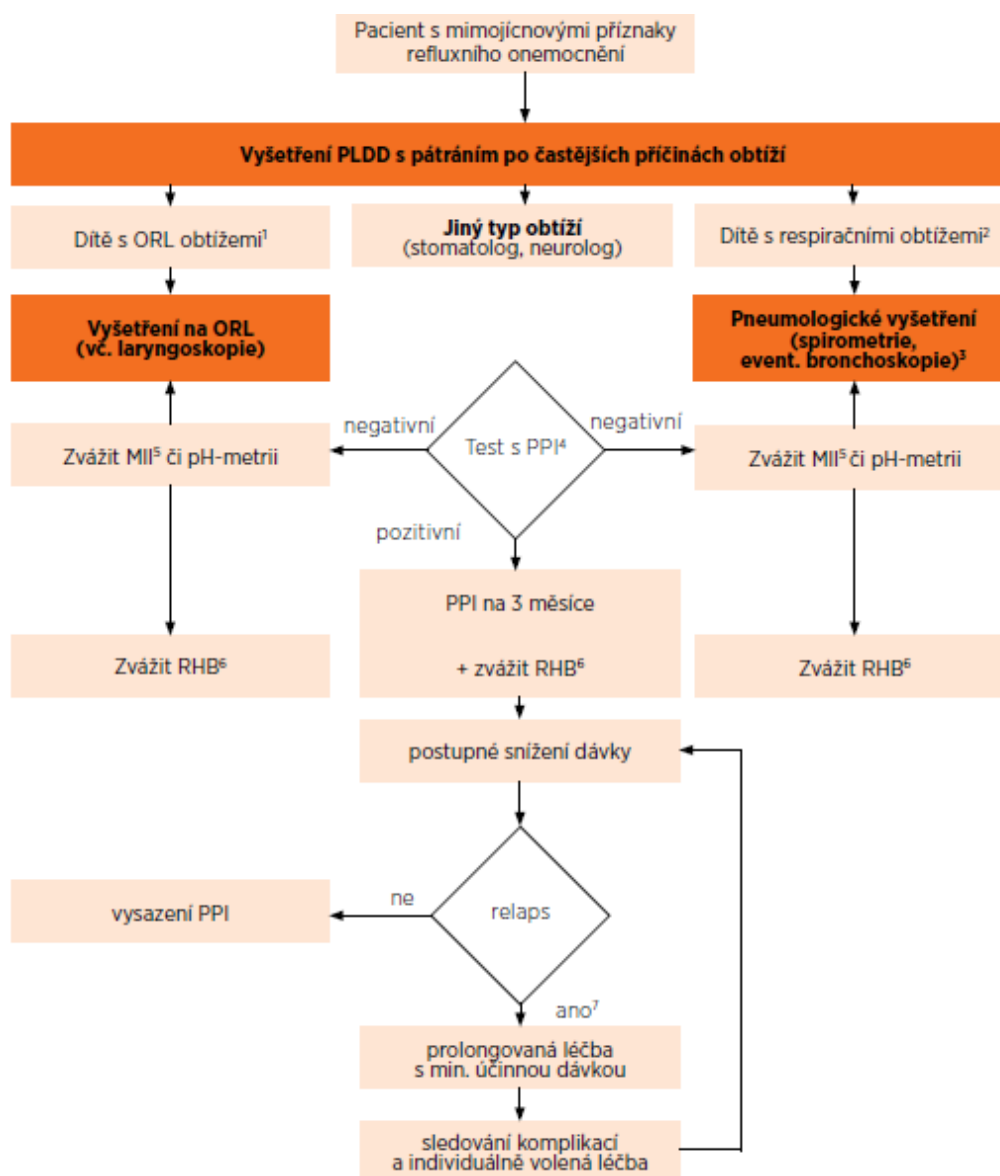 Pacient s mimojícnovými příznaky
refluxního onemocnění
Vyšetření PLDD s pátráním po častějších příčinách obtíží
Dítě s ORL obtížemi¹
Jiný typ obtíží
(stomatolog, neurolog)
Dítě s respiračními obtížemi²
Vyšetření na ORL
(vč. laryngoskopie)
Pneumologické vyšetření
(spirometrie,
event. bronchoskopie)³
negativní
negativní
Test s PPI⁴
Zvážit MII⁵ či pH-metrii
Zvážit MII⁵ či pH-metrii
pozitivní
PPI na 3 měsíce
+ zvážit RHB⁶
Zvážit RHB⁶
Zvážit RHB⁶
postupné snížení dávky
vysazení PPI
ne
relaps
ano⁷
prolongovaná léčba
s min. účinnou dávkou
sledování komplikací
a individuálně volená léčba